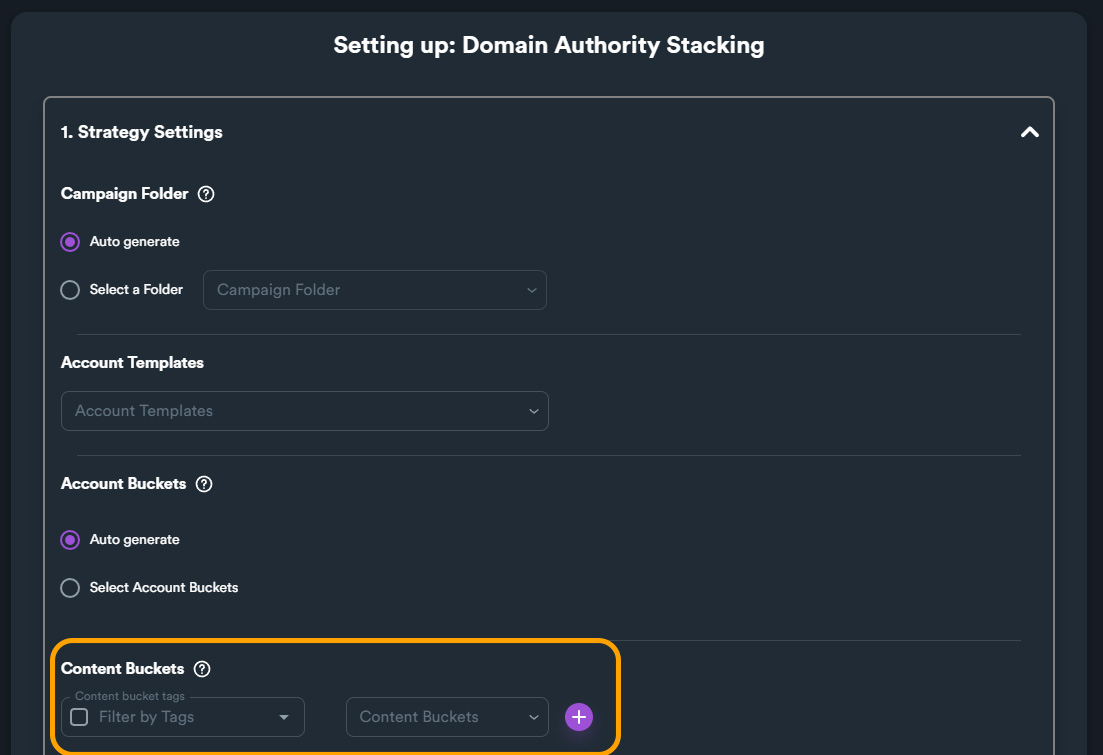 Setting up: Domain Authority Stacking
1. Strategy Settings
Campaign Folder ?
Auto generate
Select a Folder Campaign Folder
Account Templates
Account Templates
Account Buckets ?
Auto generate
Select Account Buckets
Content Buckets ?
Content bucket tags
Filter by Tags Content Buckets +